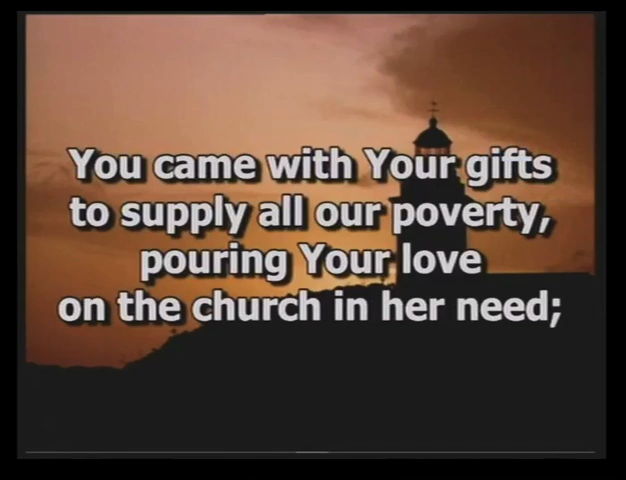 You came with Your gifts
to supply all our poverty,
pouring Your love
on the church in her need;